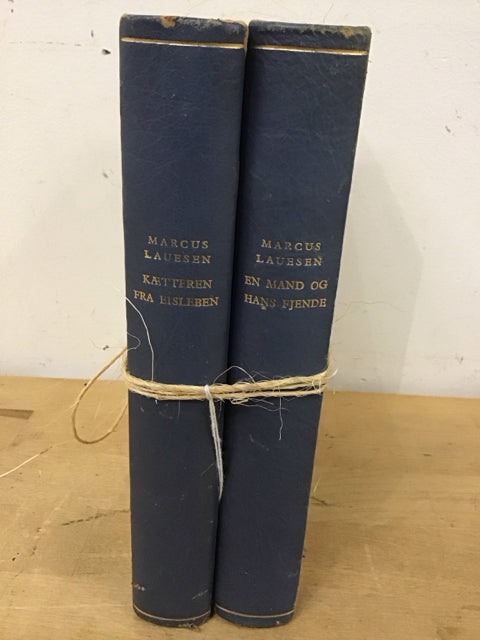 MARCUS
LAUESEN
KÆTTEREN
FRA EISLEBEN
MARCUS
LAUESEN
EN MAND OG
HANS FJENDE